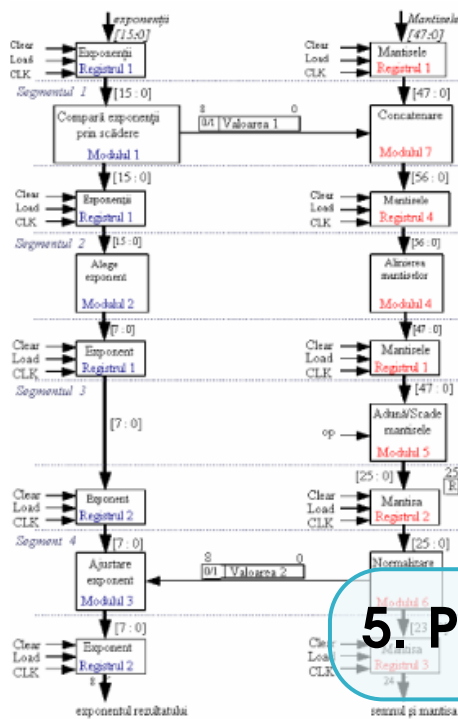 exponenții Mantisele
[15:0] [47:0]
Clear Exponenții Clear Mantisele
Load Registrul 1 Load Registrul 1
CLK CLK
Segmentul 1 [15 : 0] [47 : 0]
8 0
Compară exponenții 0/1 Valoarea 1 Concatenare
prin scădere
Modulul 1 Modulul 7
[15 : 0] [56 : 0]
Clear Exponenții Clear Mantisele
Load Registrul 1 Load Registrul 4
CLK CLK
Segmentul 2 [15 : 0] [56 : 0]
Alege Alinierea
exponent mantiselor
Modulul 2 Modulul 4
[7 : 0] [47 : 0]
Clear Exponent Clear Mantisele
Load Registrul 1 Load Registrul 1
CLK CLK
Segmentul 3 [47 : 0]
[7 : 0] Adună/Scade
op mantisele
Modulul 5
[25 : 0] 25
Clear Exponent Clear Mantisa R
Load Registrul 2 Load Registrul 2
CLK CLK
Segment 4 [7 : 0] [25 : 0]
8 0
Ajustare 0/1 Valoarea 2 Normalizare
exponent
Modulul 3 Modulul 6
[7 : 0] [23
5. P
Clear Exponent Clear Mantisa
Load Registrul 2 Load Registrul 3
CLK CLK
8 24
exponentul rezultatului semnul și mantisa